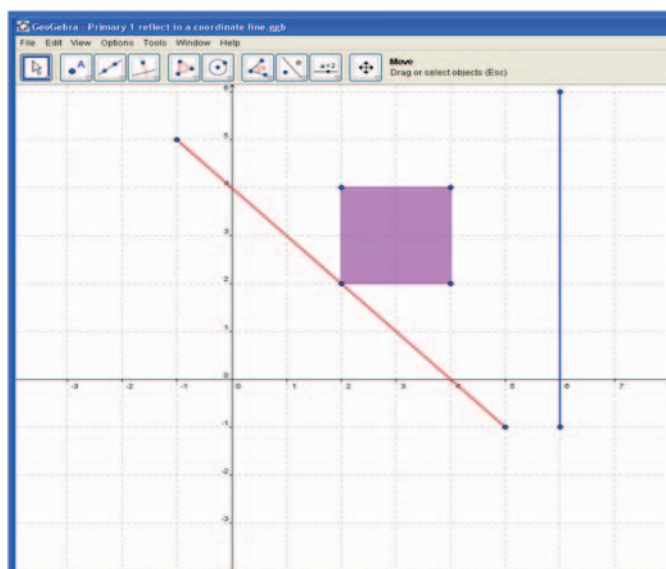 GeoGebra - Primary 1 reflect in a coordinate line.ggb
File Edit View Options Tools Window Help
A
a=2
Move
Drag or select objects (Esc)
6
5
4
3
2
1
0
-3 -2 -1 0 1 2 3 4 5 6 7
-1
-2
-3